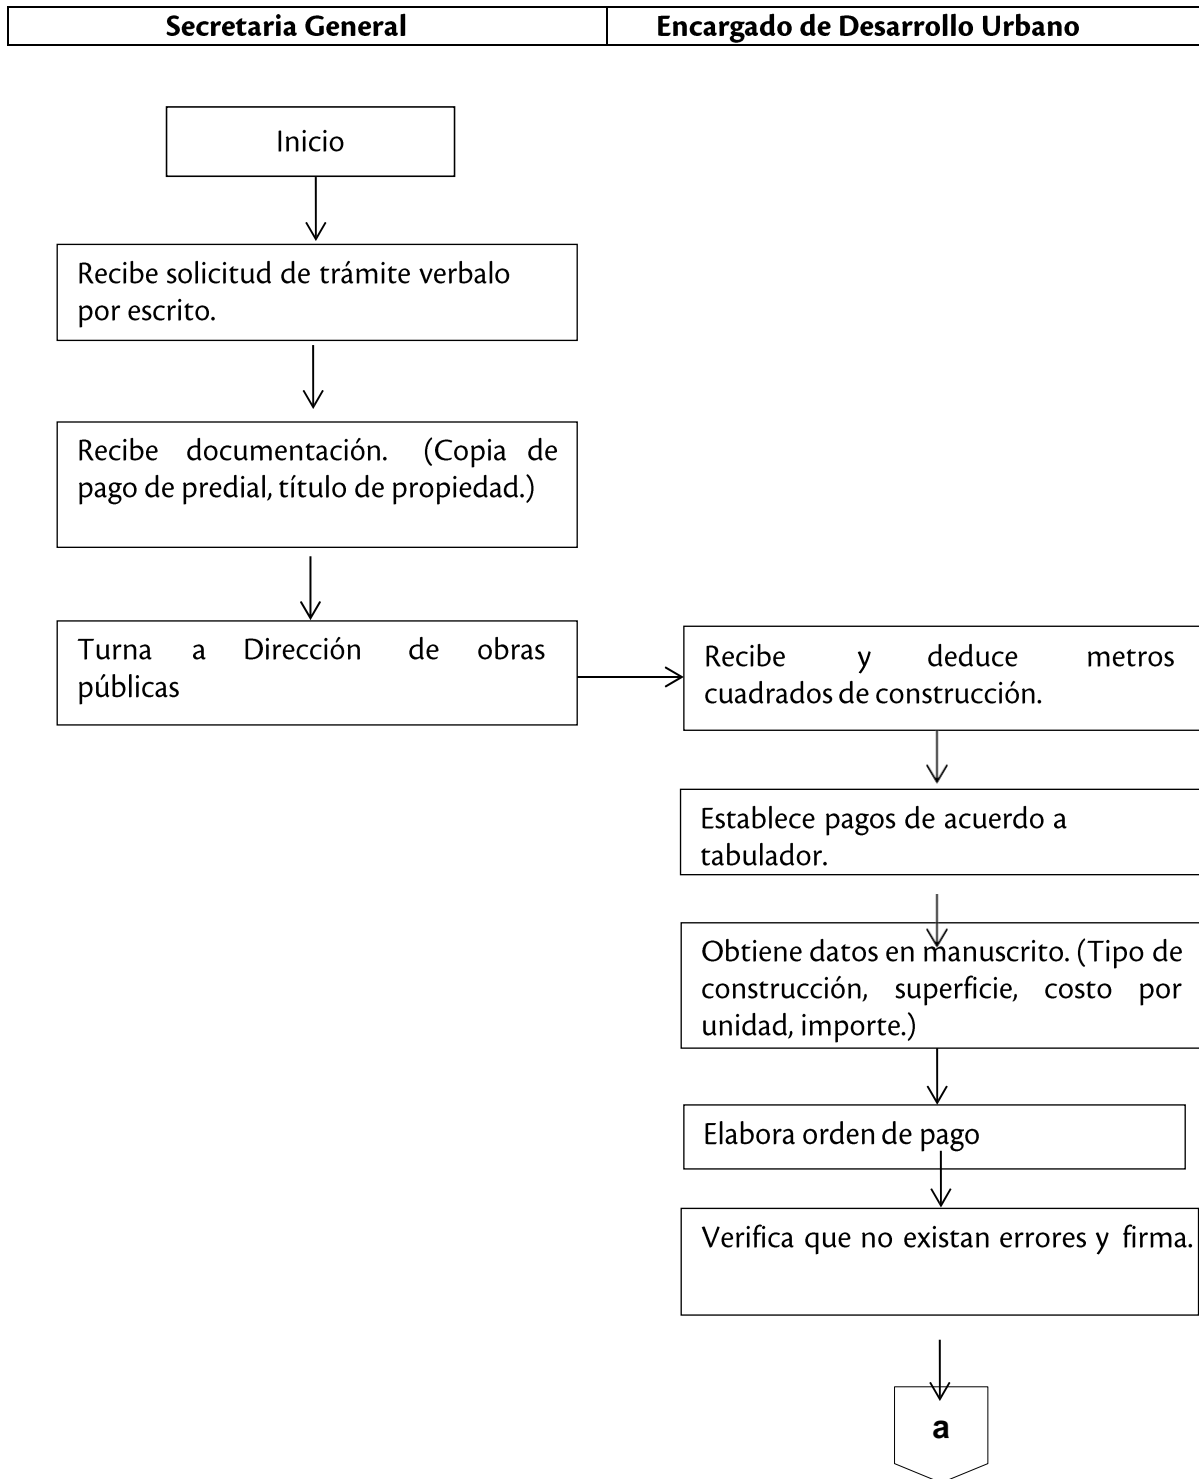 Secretaria General
Encargado de Desarrollo Urbano
Inicio
Recibe solicitud de trámite verbalo
por escrito.
Recibe documentación. (Copia de
pago de predial, título de propiedad.)
Turna a Dirección de obras
públicas
Recibe y deduce metros
cuadrados de construcción.
Establece pagos de acuerdo a
tabulador.
Obtiene datos en manuscrito. (Tipo de
construcción, superficie, costo por
unidad, importe.)
Elabora orden de pago
Verifica que no existan errores y firma.
a